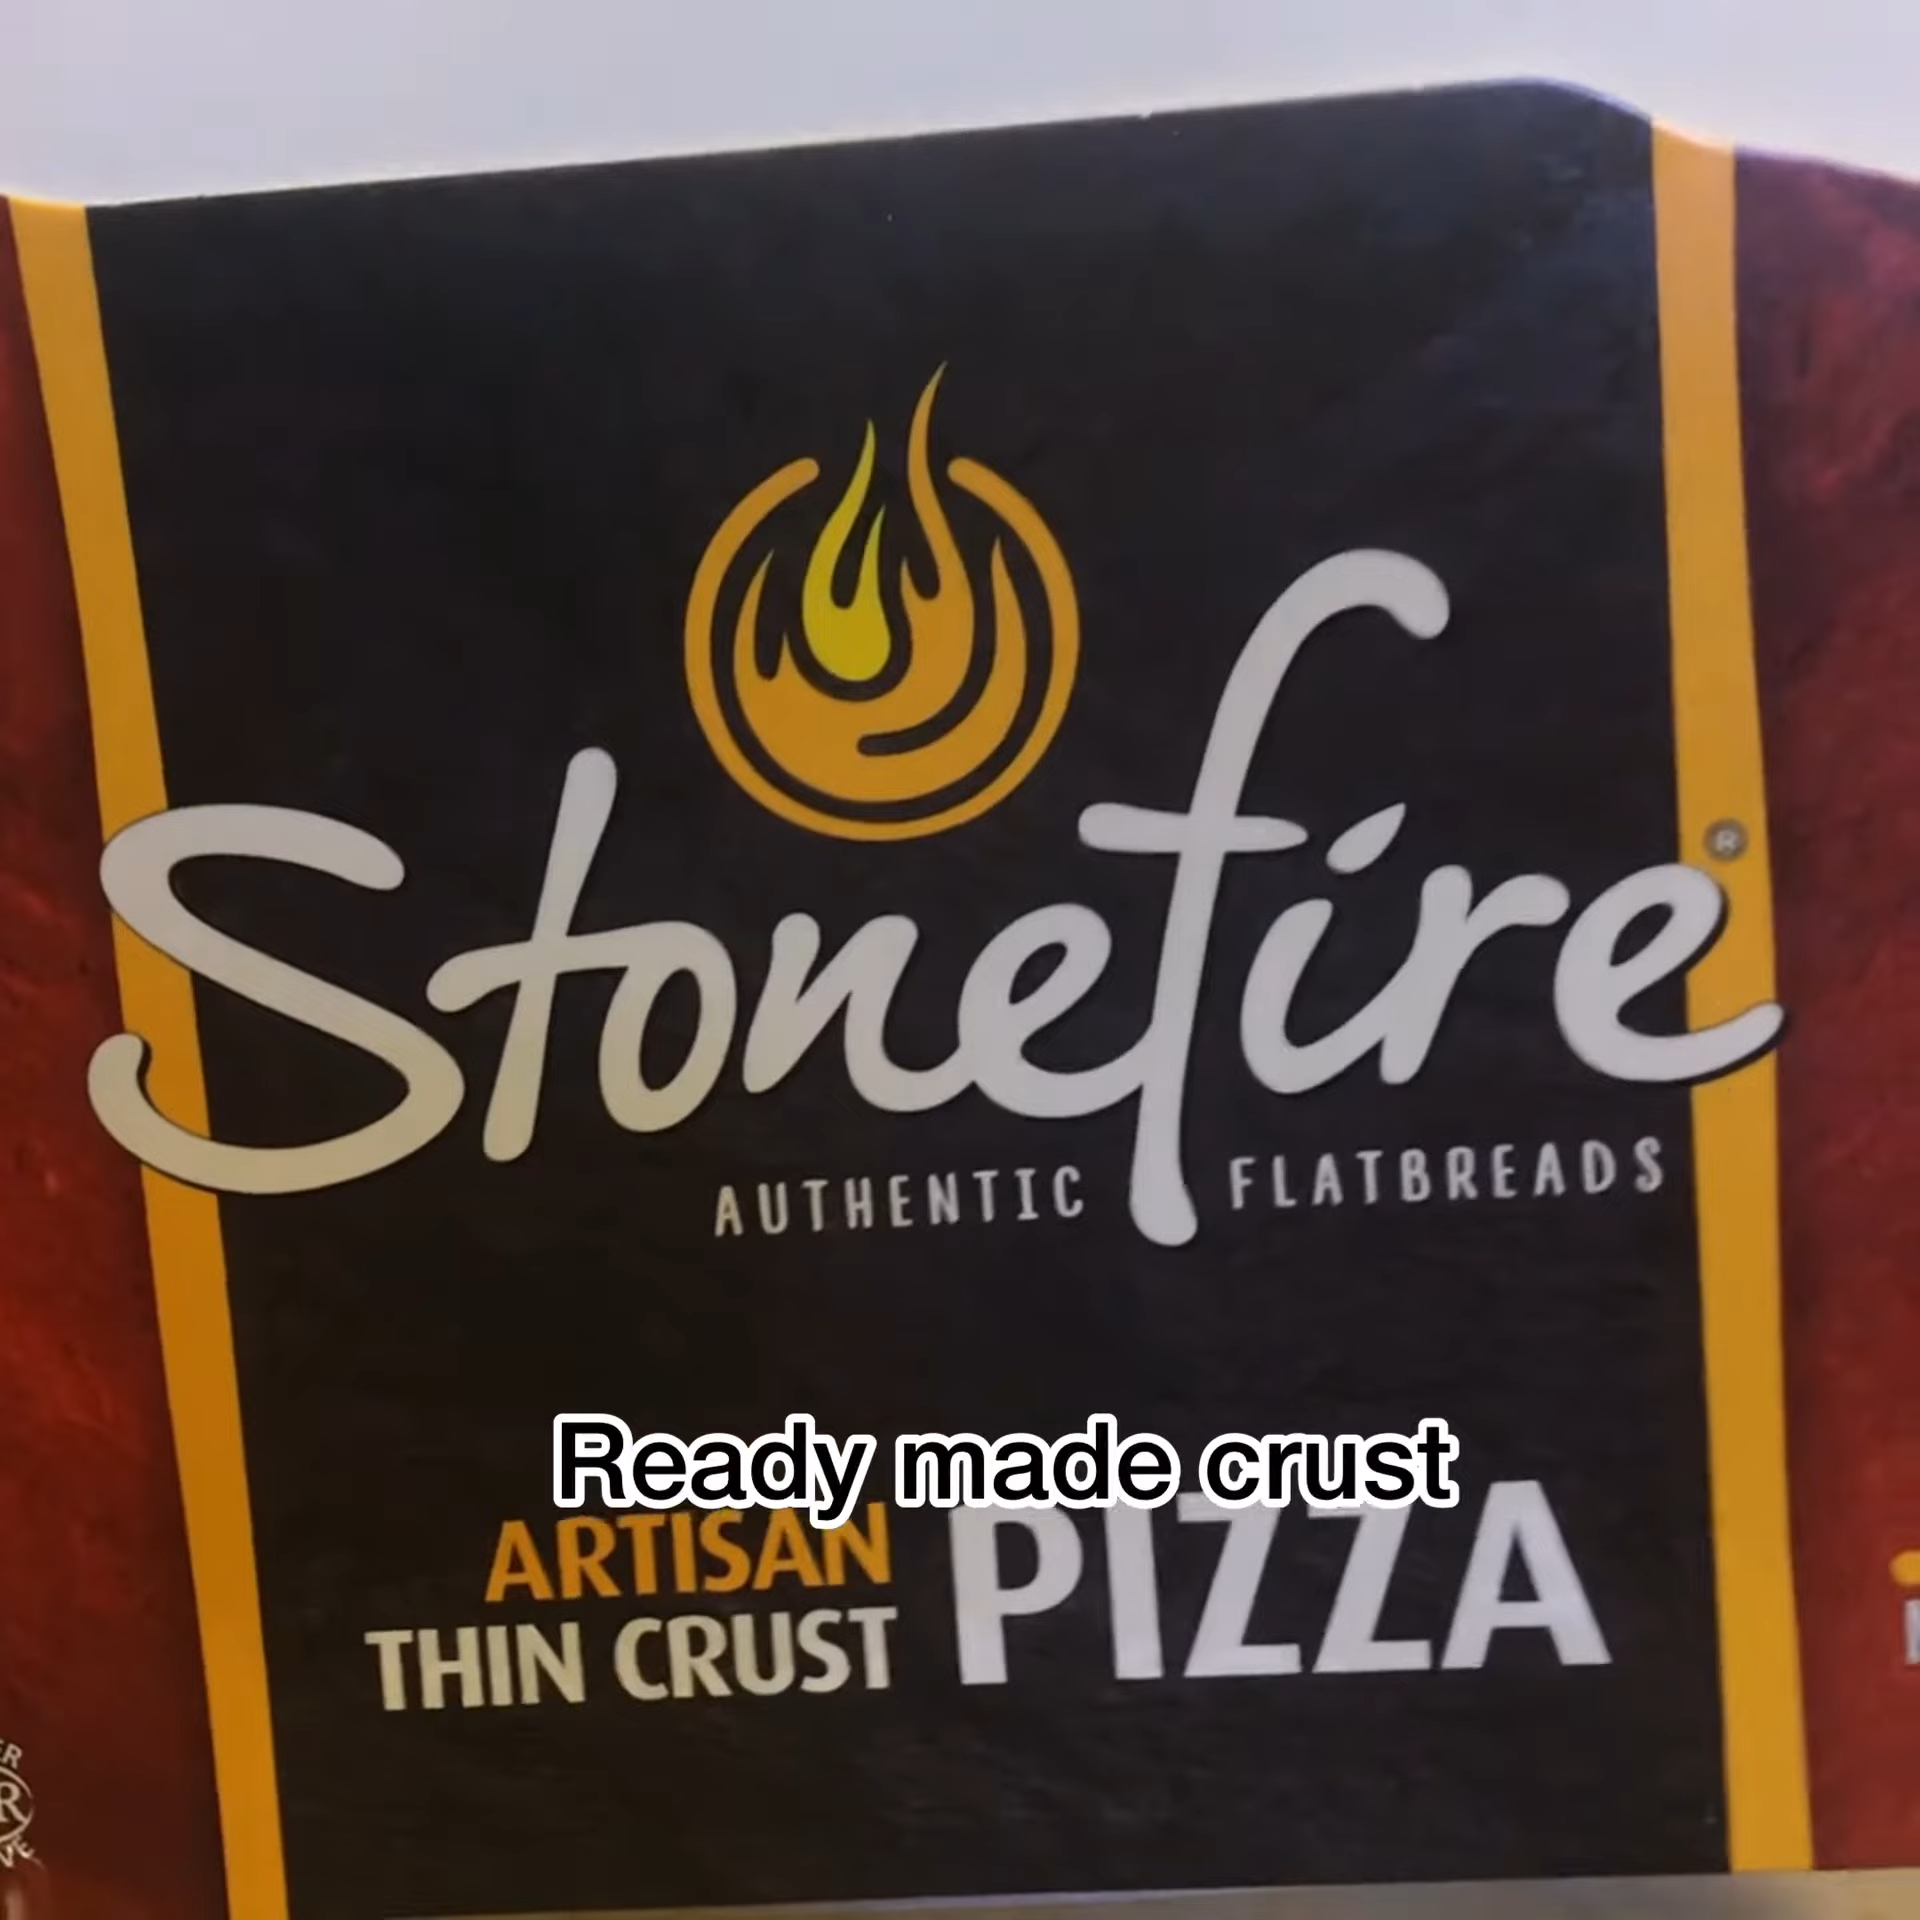 Stonefire®
AUTHENTIC FLATBREADS
Ready made crust
ARTISAN
THIN CRUST PIZZA